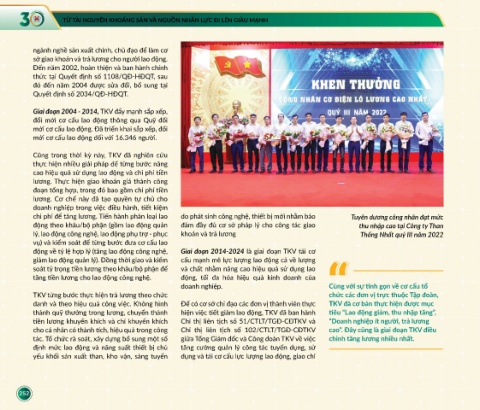 30
TỪ TÀI NGUYÊN KHOÁNG SẢN VÀ NGUỒN NHÂN LỰC ĐI LÊN GIÀU MẠNH
ngành nghề sản xuất chính, chủ đạo để làm cơ
sở giao khoán và trả lương cho người lao động.
Đến năm 2002, hoàn thiện và ban hành chính
thức tại Quyết định số 1108/QĐ-HĐQT, sau
đó đến năm 2004 được sửa đổi, bổ sung tại
Quyết định số 2034/QĐ-HĐQT.
Giai đoạn 2004 - 2014, TKV đẩy mạnh sắp xếp,
đổi mới cơ cấu lao động thông qua Quỹ đổi
mới cơ cấu lao động. Đã triển khai sắp xếp, đổi
mới cơ cấu lao động đối với 16.346 người.
Cũng trong thời kỳ này, TKV đã nghiên cứu
thực hiện nhiều giải pháp để từng bước nâng
cao hiệu quả sử dụng lao động và chi phí tiền
lương. Thực hiện giao khoán giá thành công
đoạn tổng hợp, trong đó bao gồm chi phí tiền
lương. Cơ chế này đã tạo quyền tự chủ cho
doanh nghiệp trong việc điều hành, tiết kiệm
chi phí để tăng lương. Tiến hành phân loại lao
động theo khâu/bộ phận (gồm lao động quản
lý, lao động công nghệ, lao động phụ trợ - phục
vụ) và kiểm soát để từng bước đưa cơ cấu lao
động về tỷ lệ hợp lý (tăng lao động công nghệ,
giảm lao động quản lý). Đồng thời giao và kiểm
soát tỷ trọng tiền lương theo khâu/bộ phận để
tăng tiền lương cho lao động công nghệ.
TKV từng bước thực hiện trả lương theo chức
danh và theo hiệu quả công việc. Không hình
thành quỹ thưởng trong lương, chuyển thành
tiền lương khuyến khích và chi khuyến khích
cho cá nhân có thành tích, hiệu quả trong công
tác. Tổ chức rà soát, xây dựng bổ sung một số
định mức lao động và năng suất thiết bị chủ
yếu khối sản xuất than, kho vận, sàng tuyển
KHEN THƯỞNG
CÔNG NHÂN CƠ ĐIỆN LÒ LƯƠNG CAO NHẤT
QUÝ III NĂM 2022
do phát sinh công nghệ, thiết bị mới nhằm bảo
đảm đầy đủ cơ sở pháp lý cho công tác giao
khoán và trả lương
Giai đoạn 2014-2024 là giai đoạn TKV tái cơ
cấu mạnh mẽ lực lượng lao động cả về lượng
và chất nhằm nâng cao hiệu quả sử dụng lao
động, tối đa hóa hiệu quả kinh doanh của
doanh nghiệp.
Để có cơ sở chỉ đạo các đơn vị thành viên thực
hiện việc tiết giảm lao động, TKV đã ban hành
Chỉ thị liên tịch số 51/CTLT/TGĐ-CĐTKV và
Chỉ thị liên tịch số 102/CTLT/TGĐ-CĐTKV
giữa Tổng Giám đốc và Công đoàn TKV về việc
tăng cường quản lý công tác tuyển dụng, sử
dụng và tái cơ cấu lực lượng lao động, giao chỉ
Tuyên dương công nhân đạt mức
thu nhập cao tại Công ty Than
Thống Nhất quý III năm 2022
“
Cùng với sự tinh gọn về cơ cấu tổ
chức các đơn vị trực thuộc Tập đoàn,
TKV đã cơ bản thực hiện được mục
tiêu “Lao động giảm, thu nhập tăng”,
“Doanh nghiệp ít người, trả lương
cao”. Đây cũng là giai đoạn TKV điều
chỉnh tăng lương nhiều nhất.
257